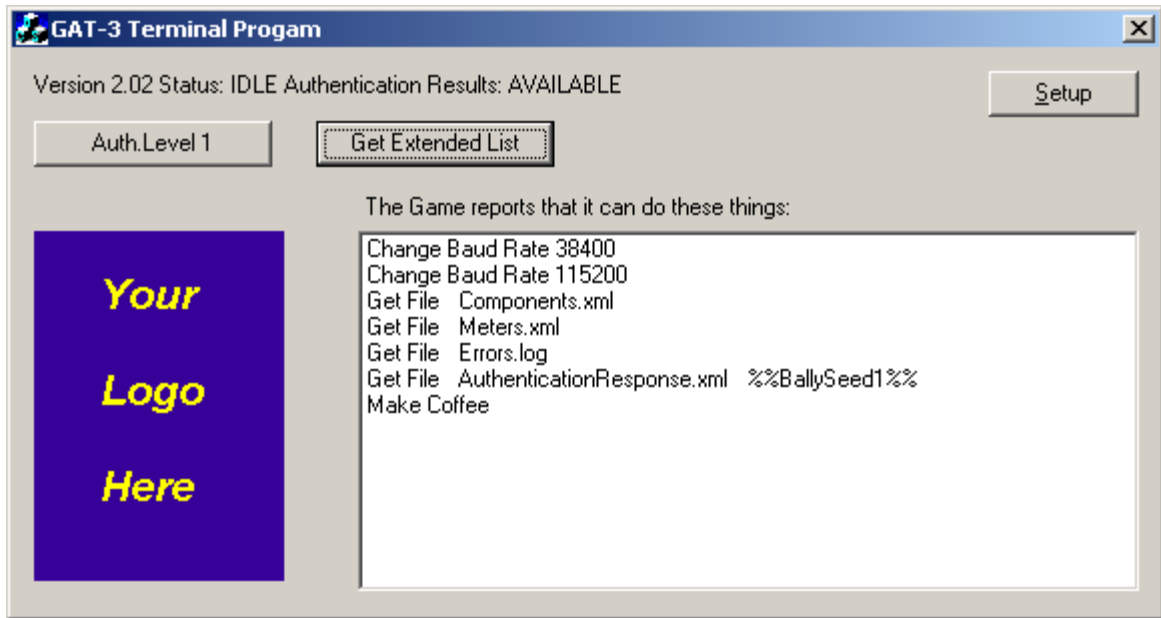 GAT-3 Terminal Progam
Version 2.02 Status: IDLE Authentication Results: AVAILABLE
Setup
Auth.Level 1
Get Extended List
The Game reports that it can do these things:
Your
Logo
Here
Change Baud Rate 38400
Change Baud Rate 115200
Get File Components.xml
Get File Meters.xml
Get File Errors.log
Get File AuthenticationResponse.xml %%BallySeed1%%
Make Coffee